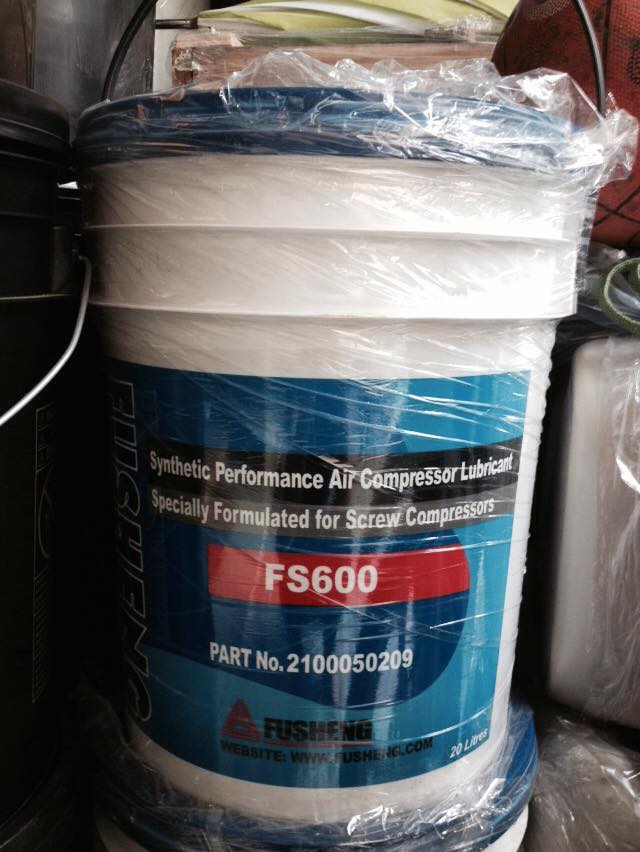 FUSHENG
Synthetic Performance Air Compressor Lubricant
Specially Formulated for Screw Compressors
FS600
PART No. 2100050209
FUSHENG
WEBSITE: WWW.FUSHENG.COM
20 Litres